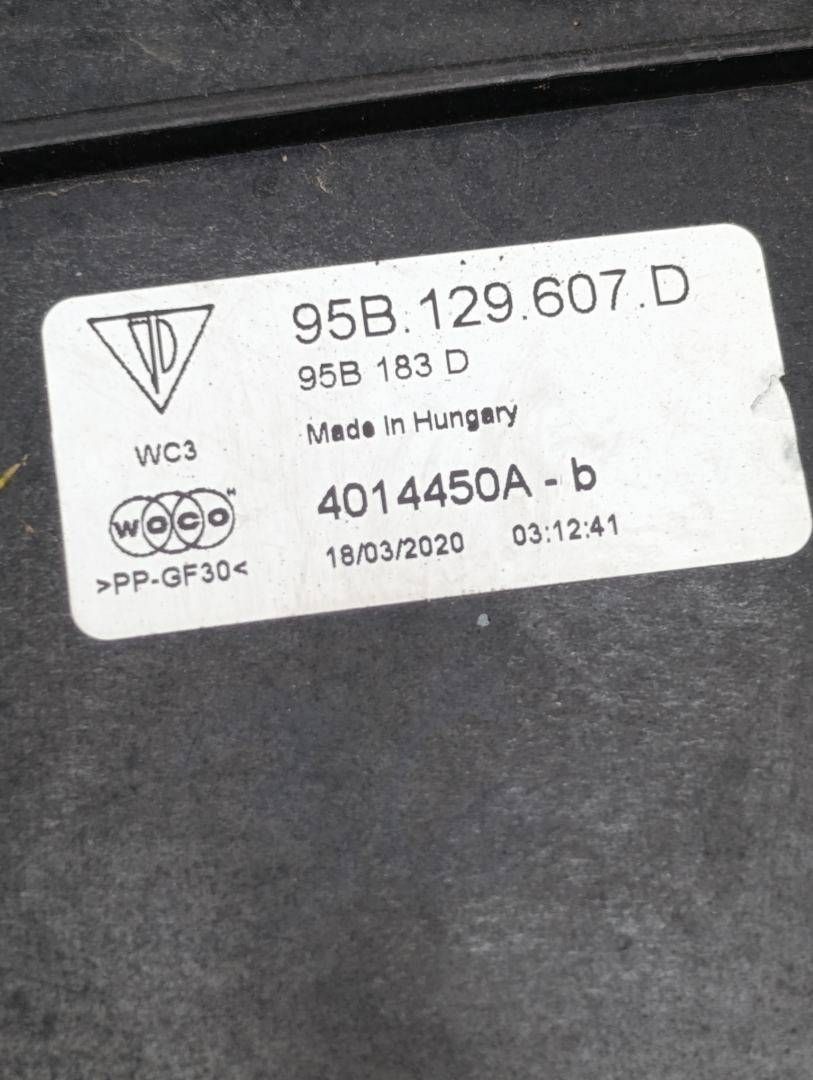 95B.129.607.D
95B 183 D
Made In Hungary
WC3
4014450A - b
woco
18/03/2020 03:12:41
>PP-GF30<